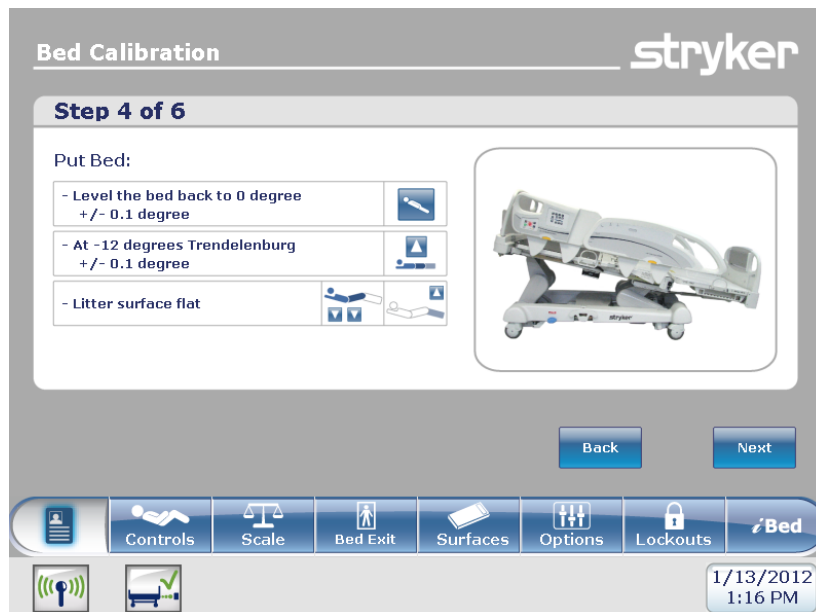 Bed Calibration
stryker
Step 4 of 6
Put Bed:
- Level the bed back to 0 degree
+/- 0.1 degree
- At -12 degrees Trendelenburg
+/- 0.1 degree
- Litter surface flat
stryker
Back
Next
Controls
Scale
Bed Exit
Surfaces
Options
Lockouts
iBed
1/13/2012
1:16 PM